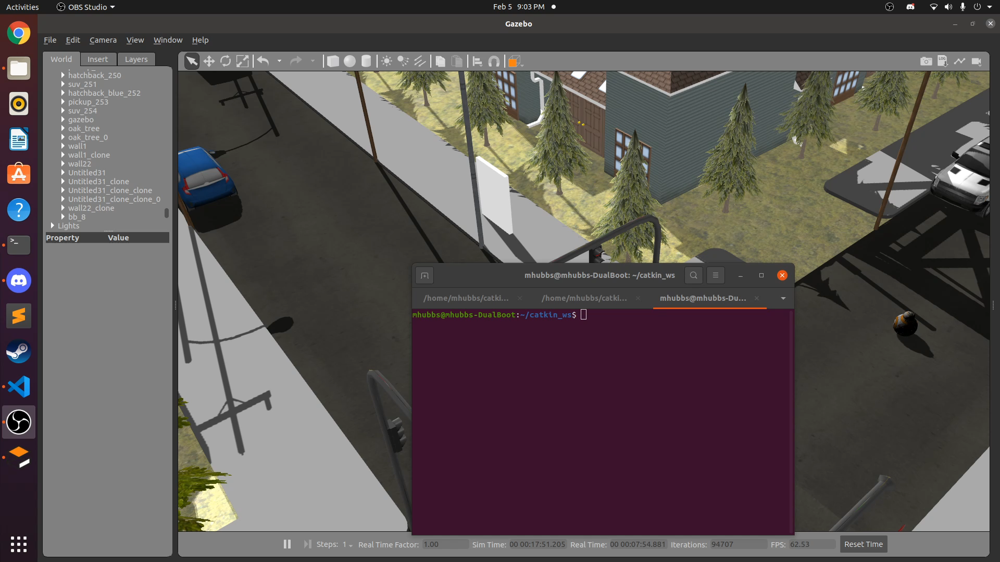 Activities
OBS Studio
Feb 5 9:03 PM
Gazebo
File Edit Camera View Window Help
World Insert Layers
hatchback_250
suv_251
hatchback_blue_252
pickup_253
suv_254
gazebo
oak_tree
oak_tree_0
wall1
wall1_clone
wall22
Untitled31
Untitled31_clone
Untitled31_clone_clone
Untitled31_clone_clone_0
wall22_clone
bb_8
Lights
Property Value
LOG
mhubbs@mhubbs-DualBoot: ~/catkin_ws
/home/mhubbs/catki... /home/mhubbs/catki... mhubbs@mhubbs-Du...
mhubbs@mhubbs-DualBoot:~/catkin_ws$
Steps: 1 Real Time Factor: 1.00 Sim Time: 00 00:17:51.205 Real Time: 00 00:07:54.881 Iterations: 94707 FPS: 62.53 Reset Time